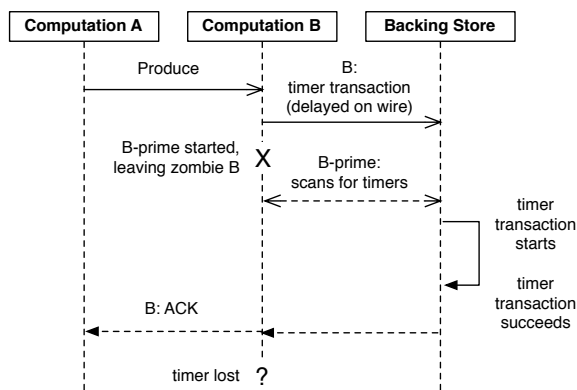 Computation A
Computation B
Backing Store
Produce
B:
timer transaction
(delayed on wire)
B-prime started,
leaving zombie B
X
B-prime:
scans for timers
timer
transaction
starts
timer
transaction
succeeds
B: ACK
timer lost
?